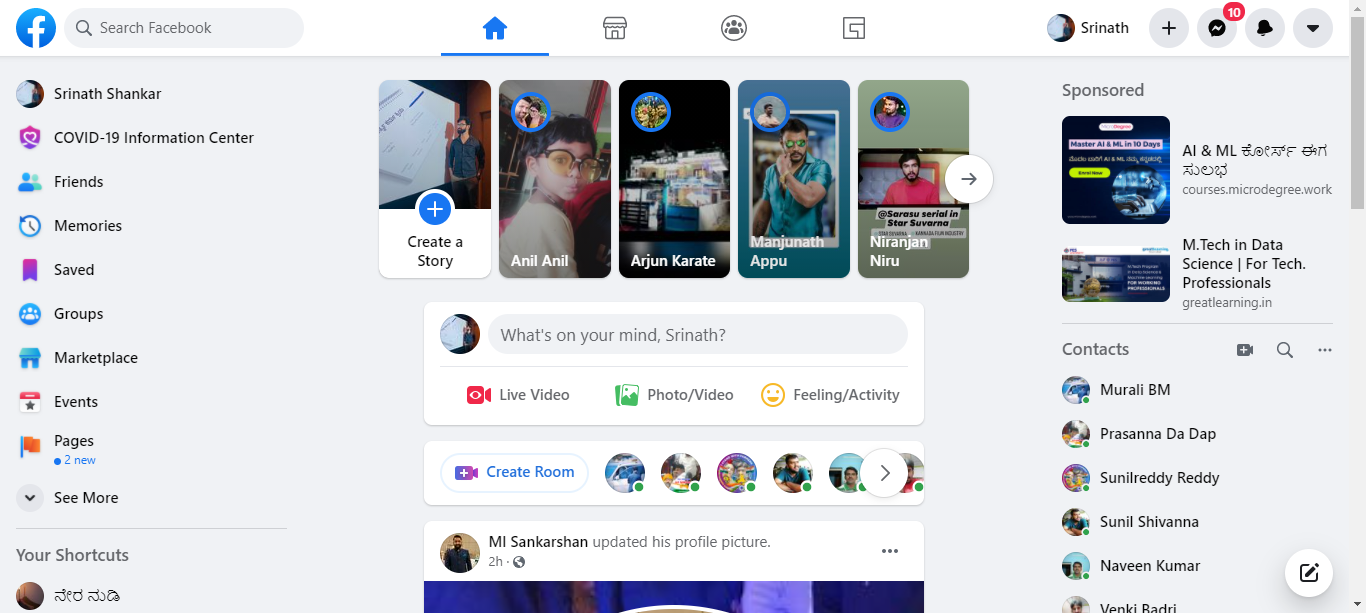 Search Facebook
Srinath
10
Srinath Shankar
COVID-19 Information Center
Friends
Memories
Saved
Groups
Marketplace
Events
Pages
2 new
See More
Your Shortcuts
ನೇರ ನುಡಿ
Create a
Story
Anil Anil
Arjun Karate
Manjunath
Appu
@Sarasu serial in
Star Suvarna
Niranjan
Niru
What's on your mind, Srinath?
Live Video
Photo/Video
Feeling/Activity
Create Room
MI Sankarshan updated his profile picture.
2h ·
Sponsored
Master AI & ML in 10 Days
Enrol Now
AI & ML ಕೋರ್ಸ್ ಈಗ
ಸುಲಭ
courses.microdegree.work
FOR WORKING
PROFESSIONALS
M.Tech in Data
Science | For Tech.
Professionals
greatlearning.in
Contacts
Murali BM
Prasanna Da Dap
Sunilreddy Reddy
Sunil Shivanna
Naveen Kumar
Venki Badri